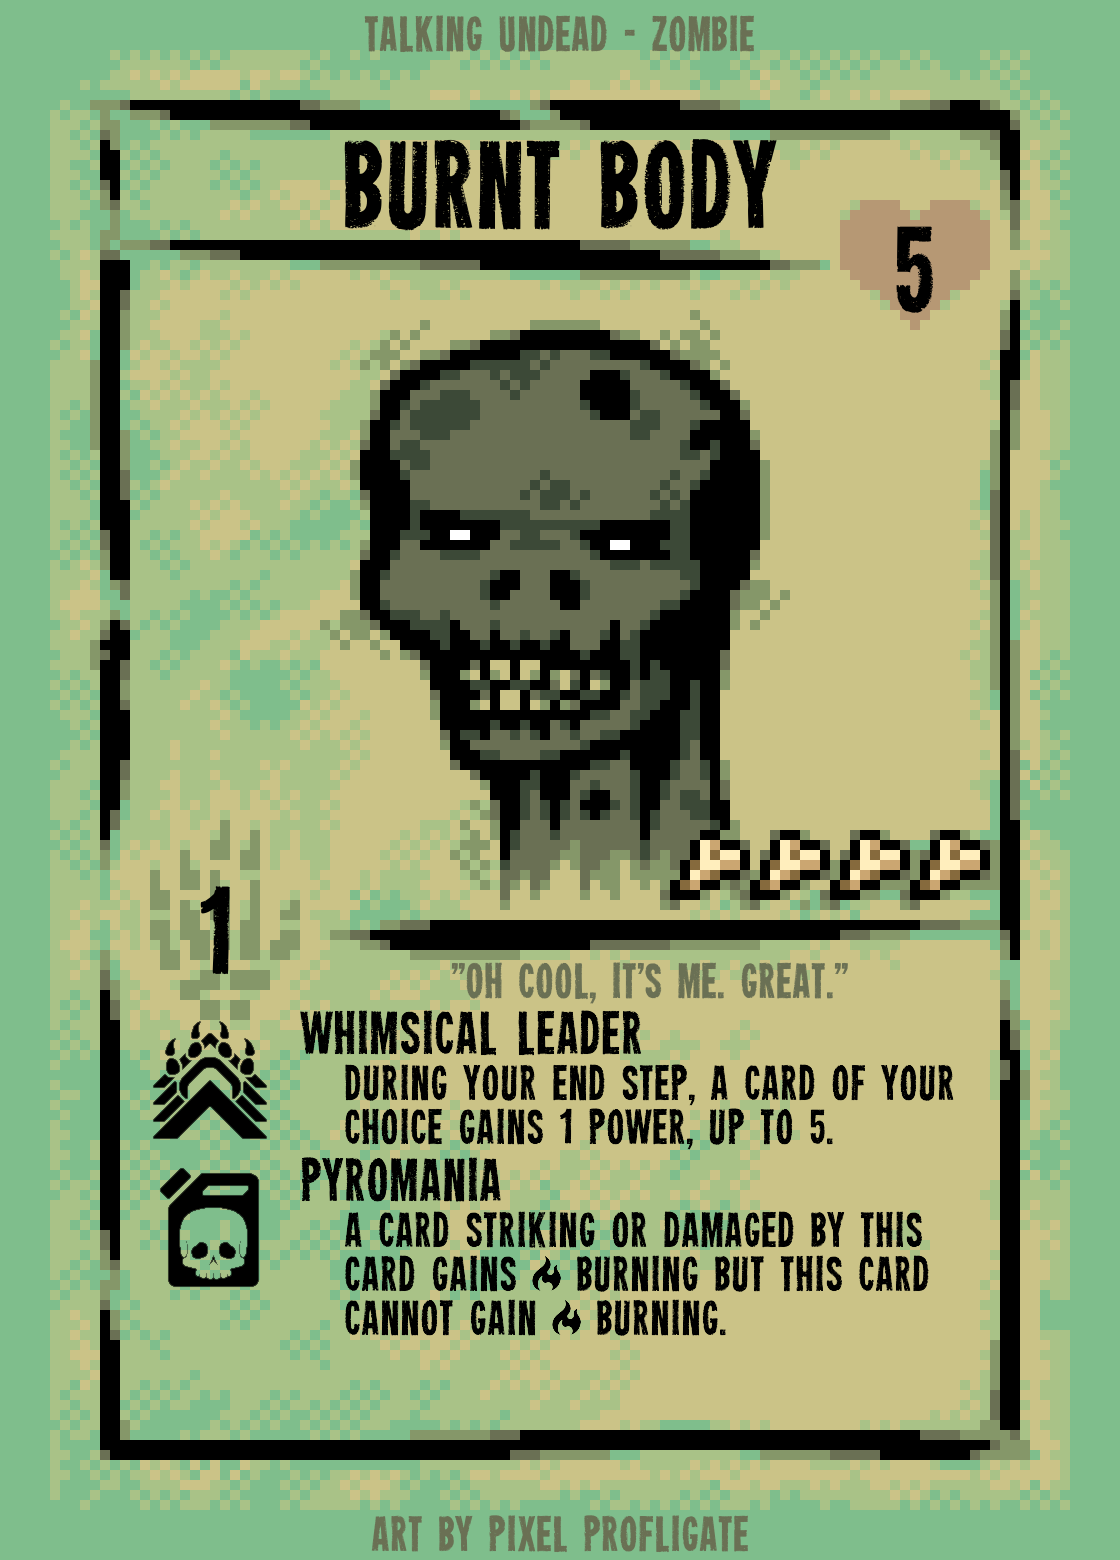 TALKING UNDEAD - ZOMBIE
BURNT BODY
5
1
"OH COOL, IT'S ME. GREAT."
WHIMSICAL LEADER
DURING YOUR END STEP, A CARD OF YOUR
CHOICE GAINS 1 POWER, UP TO 5.
PYROMANIA
A CARD STRIKING OR DAMAGED BY THIS
CARD GAINS BURNING BUT THIS CARD
CANNOT GAIN BURNING.
ART BY PIXEL PROFLIGATE